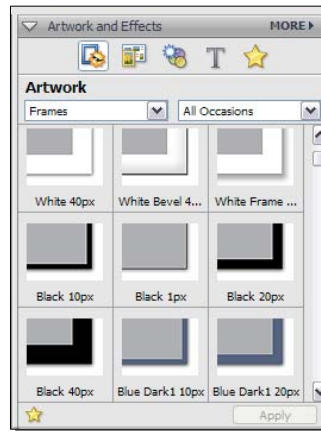 Artwork and Effects MORE
T
Artwork
Frames All Occasions
White 40px White Bevel 4... White Frame ...
Black 10px Black 1px Black 20px
Black 40px Blue Dark1 10px Blue Dark1 20px
Apply